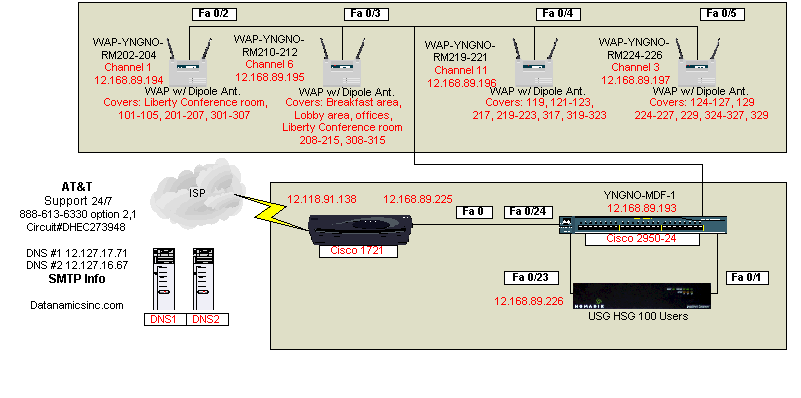 Fa 0/2
Fa 0/3
Fa 0/4
Fa 0/5
WAP-YNGNO-
RM202-204
Channel 1
12.168.89.194
WAP w/ Dipole Ant.
Covers: Liberty Conference room,
101-105, 201-207, 301-307
WAP-YNGNO-
RM210-212
Channel 6
12.168.89.195
WAP w/ Dipole Ant.
Covers: Breakfast area,
Lobby area, offices,
Liberty Conference room
208-215, 308-315
WAP-YNGNO-
RM219-221
Channel 11
12.168.89.196
WAP w/ Dipole Ant.
Covers: 119, 121-123,
217, 219-223, 317, 319-323
WAP-YNGNO-
RM224-226
Channel 3
12.168.89.197
WAP w/ Dipole Ant.
Covers: 124-127, 129
224-227, 229, 324-327, 329
AT&T
Support 24/7
888-613-6330 option 2,1
Circuit#DHEC273948
DNS #1 12.127.17.71
DNS #2 12.127.16.67
SMTP Info
Datanamicsinc.com
ISP
DNS1
DNS2
12.118.91.138
12.168.89.225
Cisco 1721
Fa 0
Fa 0/24
YNGNO-MDF-1
12.168.89.193
Cisco 2950-24
Fa 0/23
Fa 0/1
12.168.89.226
NOMADIX
USG HSG 100 Users